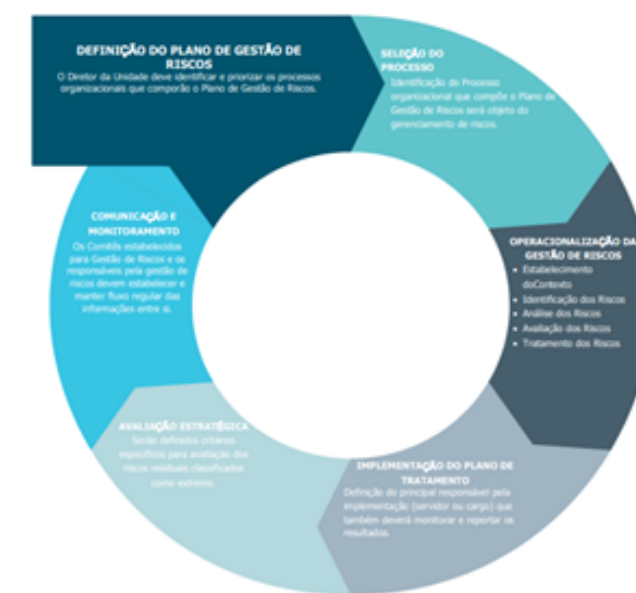 DEFINIÇÃO DO PLANO DE GESTÃO DE
RISCOS
O Diretor da Unidade deve identificar e priorizar os processos
organizacionais que comporão o Plano de Gestão de Riscos.
SELEÇÃO DO
PROCESSO
Identificação do Processo
organizacional que compõe o Plano de
Gestão de Riscos será objeto do
gerenciamento de riscos.
OPERACIONALIZAÇÃO DA
GESTÃO DE RISCOS
• Estabelecimento
doContexto
• Identificação dos Riscos
• Análise dos Riscos
• Avaliação dos Riscos
• Tratamento dos Riscos
IMPLEMENTAÇÃO DO PLANO DE
TRATAMENTO
Definição do principal responsável pela
implementação (servidor ou cargo) que
também deverá monitorar e reportar os
resultados.
AVALIAÇÃO ESTRATÉGICA
Serão definidos critérios
específicos para avaliação dos
riscos residuais classificados
como extremo.
COMUNICAÇÃO E
MONITORAMENTO
Os Comitês estabelecidos
para Gestão de Riscos e os
responsáveis pela gestão de
riscos devem estabelecer e
manter fluxo regular das
informações entre si.